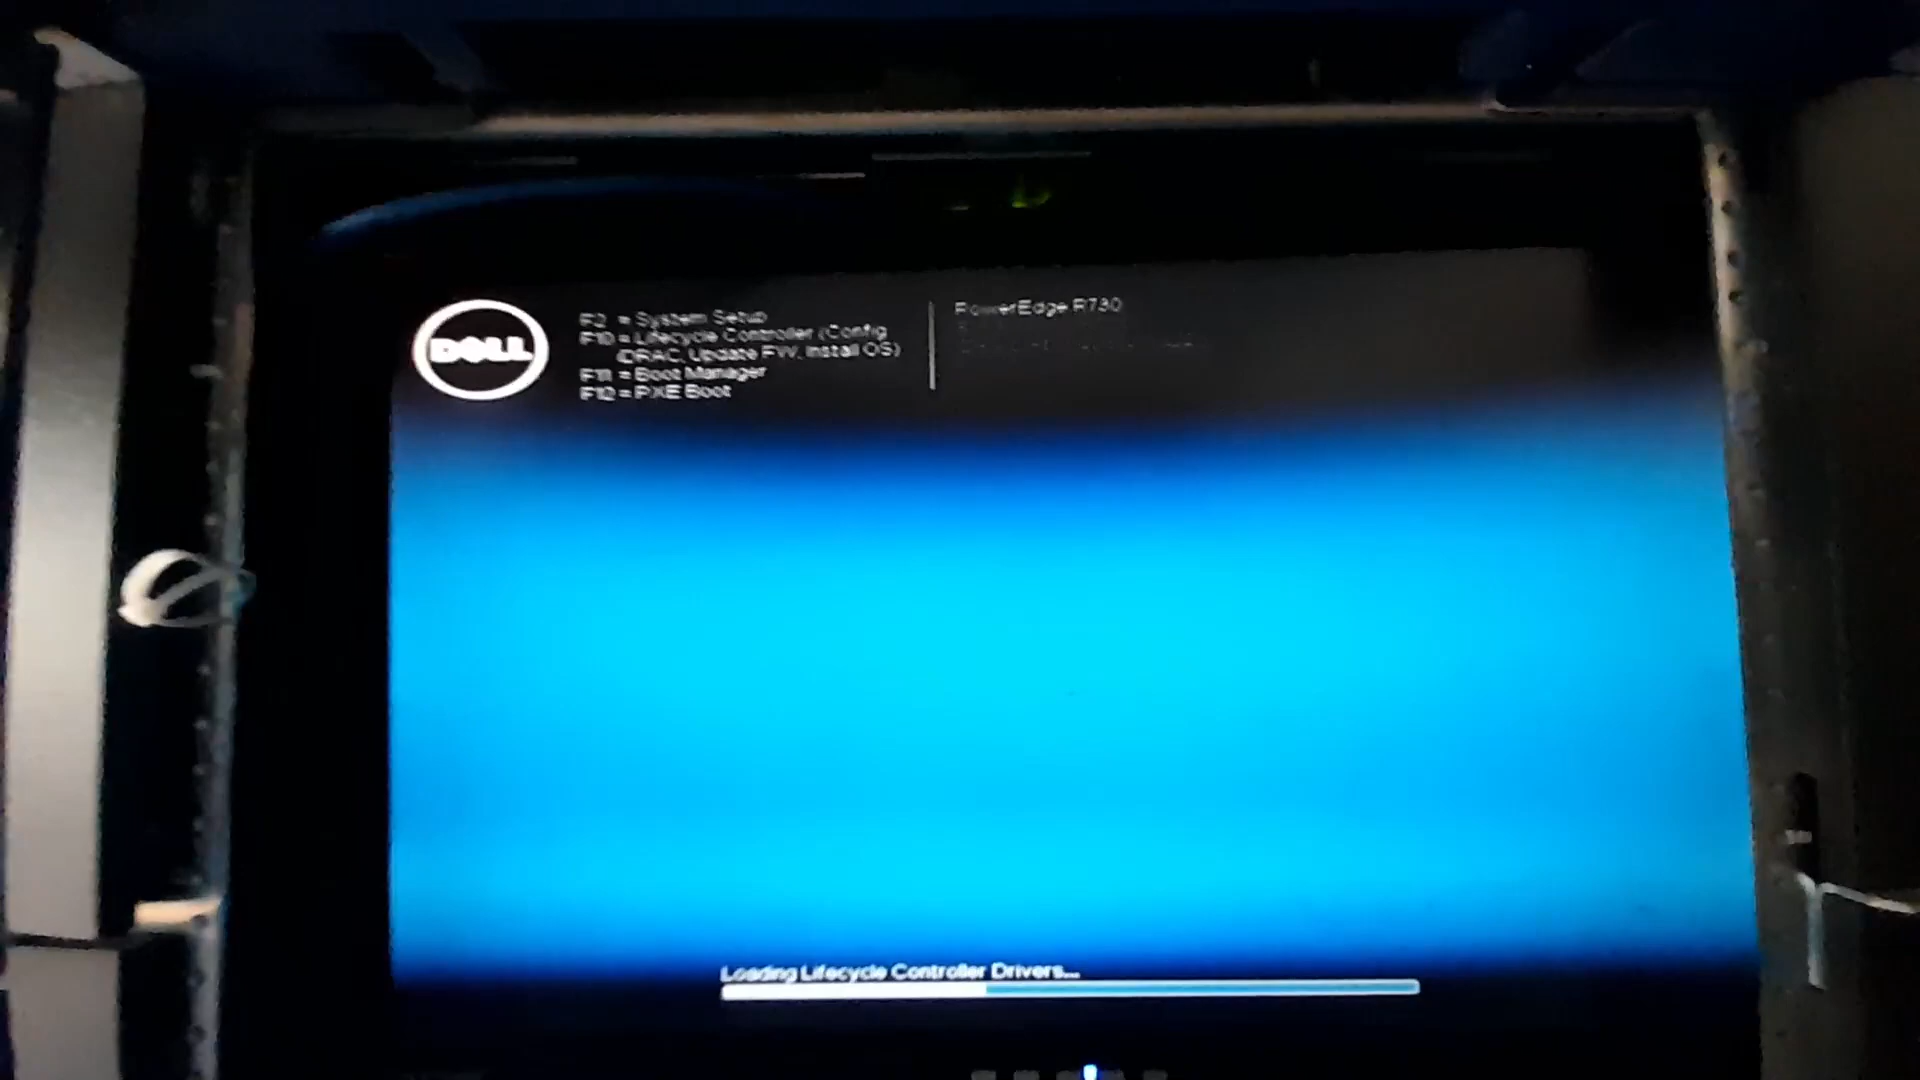 DELL
F2 = System Setup
F10 = Lifecycle Controller (Config
iDRAC, Update FW, Install OS)
F11 = Boot Manager
F12 = PXE Boot
PowerEdge R730
Loading Lifecycle Controller Drivers...